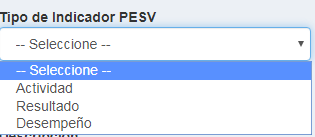 Tipo de Indicador PESV
-- Seleccione --
-- Seleccione --
Actividad
Resultado
Desempeño